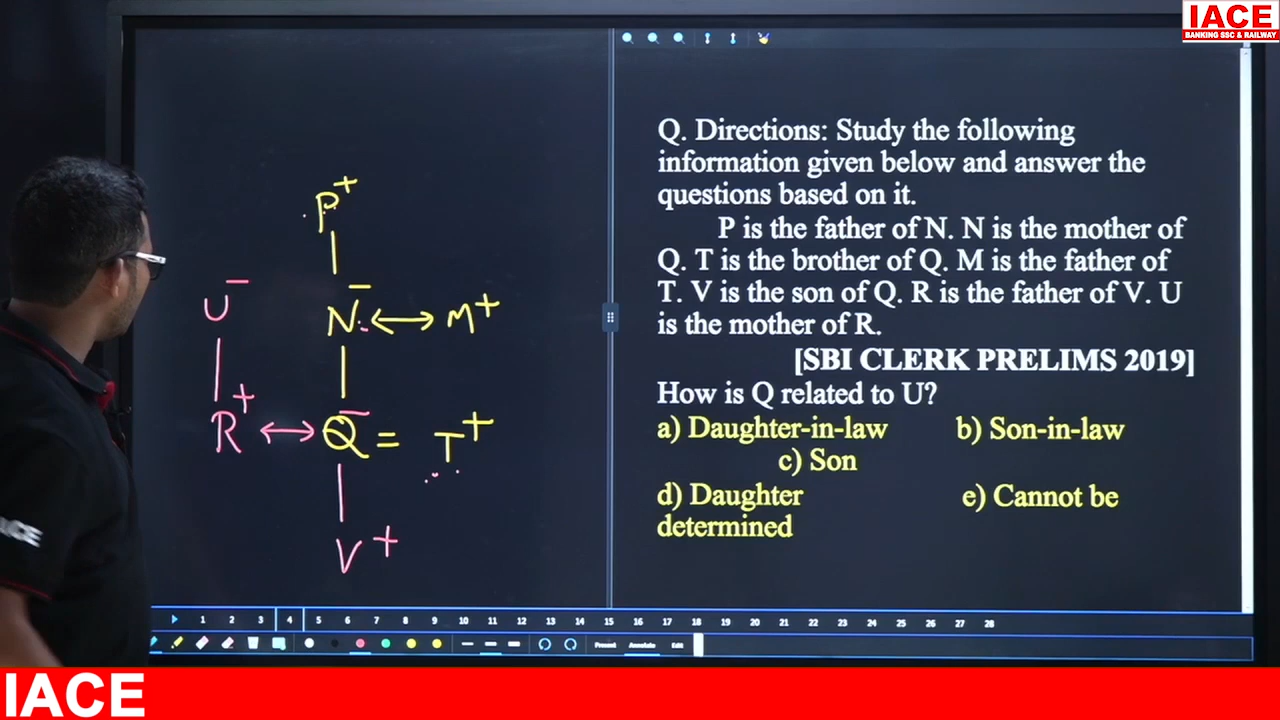 IACE
BANKING SSC & RAILWAY
Q. Directions: Study the following
information given below and answer the
questions based on it.
P is the father of N. N is the mother of
Q. T is the brother of Q. M is the father of
T. V is the son of Q. R is the father of V. U
is the mother of R.
[SBI CLERK PRELIMS 2019]
How is Q related to U?
a) Daughter-in-law b) Son-in-law
c) Son
d) Daughter e) Cannot be
determined
P+
U- N- ↔ M+
R+ ↔ Q- = T+
V+
1 2 3 4 5 6 7 8 9 10 11 12 13 14 15 16 17 18 19 20 21 22 23 24 25 26 27 28
Present Annotate Edit
IACE